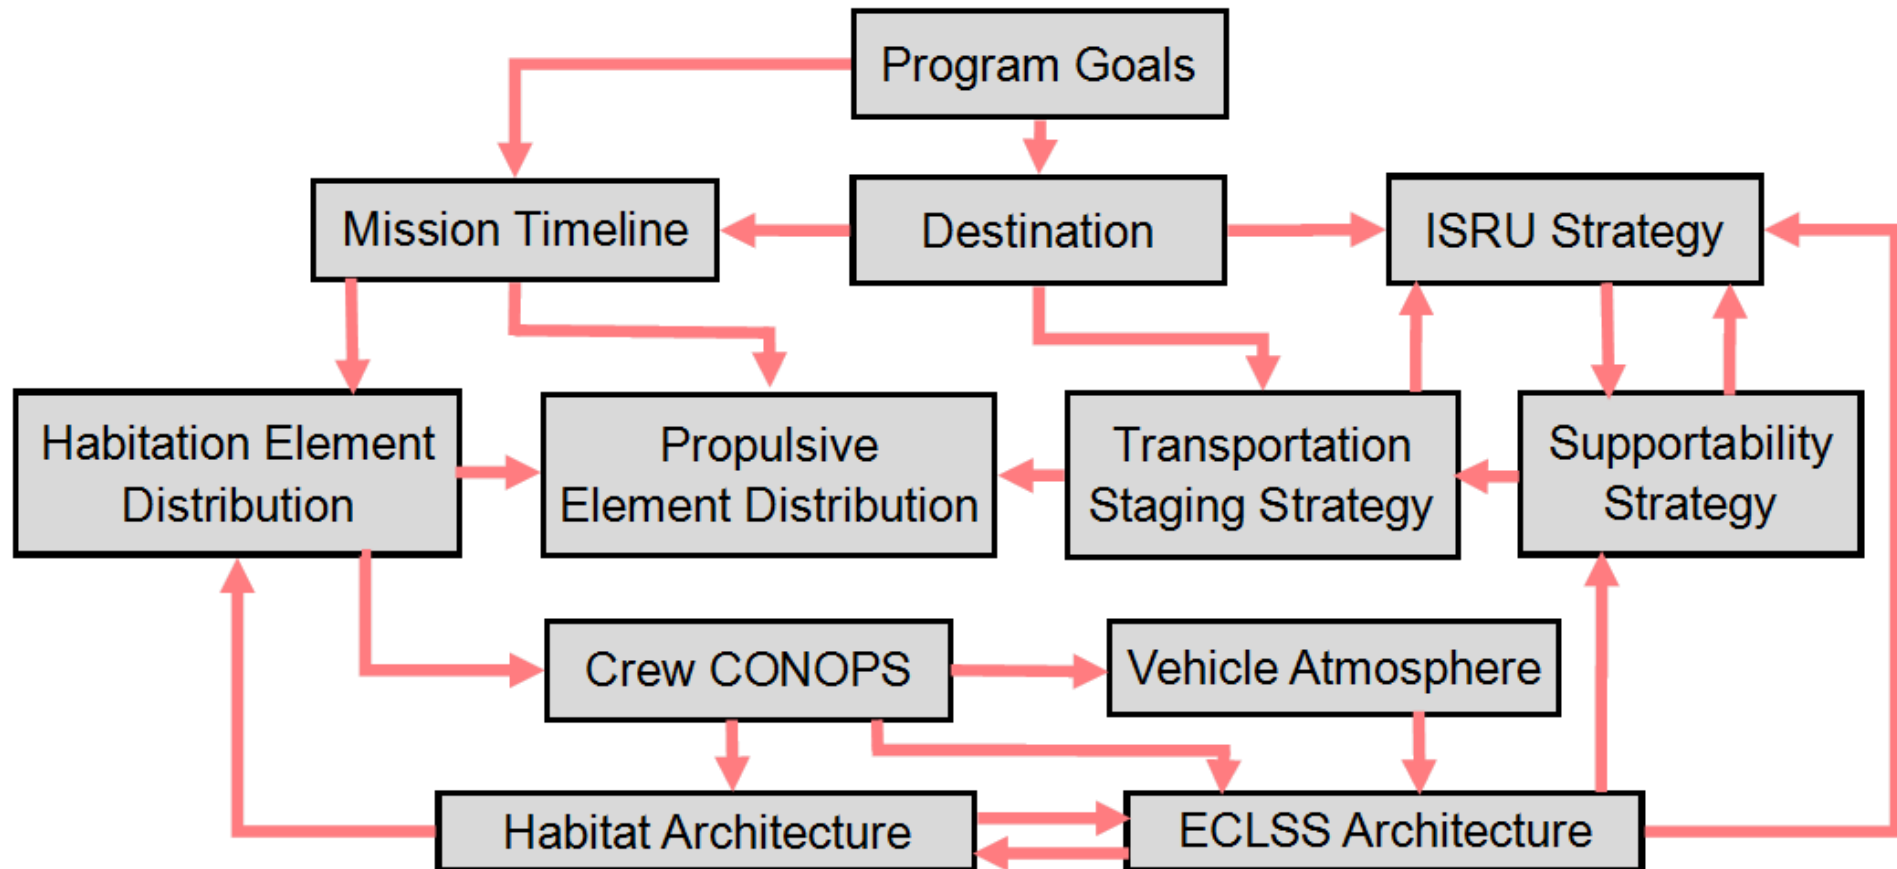 Program Goals
Mission Timeline
Destination
ISRU Strategy
Habitation Element
Distribution
Propulsive
Element Distribution
Transportation
Staging Strategy
Supportability
Strategy
Crew CONOPS
Vehicle Atmosphere
Habitat Architecture
ECLSS Architecture